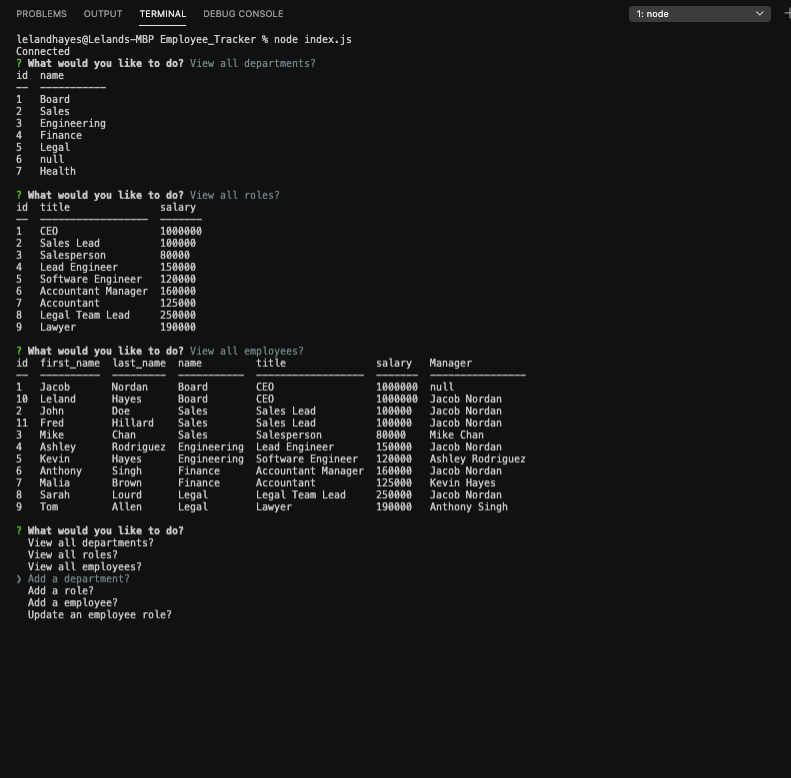 PROBLEMS OUTPUT TERMINAL DEBUG CONSOLE 1: node
lelandhayes@Lelands-MBP Employee_Tracker % node index.js
Connected
? What would you like to do? View all departments?
id  name
--  -----------
1   Board
2   Sales
3   Engineering
4   Finance
5   Legal
6   null
7   Health
? What would you like to do? View all roles?
id  title               salary
--  ------------------  -------
1   CEO                 1000000
2   Sales Lead          100000
3   Salesperson         80000
4   Lead Engineer       150000
5   Software Engineer   120000
6   Accountant Manager  160000
7   Accountant          125000
8   Legal Team Lead     250000
9   Lawyer              190000
? What would you like to do? View all employees?
id  first_name  last_name  name         title               salary   Manager
--  ----------  ---------  -----------  ------------------  -------  ----------------
1   Jacob       Nordan     Board        CEO                 1000000  null
10  Leland      Hayes      Board        CEO                 1000000  Jacob Nordan
2   John        Doe        Sales        Sales Lead          100000   Jacob Nordan
11  Fred        Hillard    Sales        Sales Lead          100000   Jacob Nordan
3   Mike        Chan       Sales        Salesperson         80000    Mike Chan
4   Ashley      Rodriguez  Engineering  Lead Engineer       150000   Jacob Nordan
5   Kevin       Hayes      Engineering  Software Engineer   120000   Ashley Rodriguez
6   Anthony     Singh      Finance      Accountant Manager  160000   Jacob Nordan
7   Malia       Brown      Finance      Accountant          125000   Kevin Hayes
8   Sarah       Lourd      Legal        Legal Team Lead     250000   Jacob Nordan
9   Tom         Allen      Legal        Lawyer              190000   Anthony Singh
? What would you like to do?
  View all departments?
  View all roles?
  View all employees?
❯ Add a department?
  Add a role?
  Add a employee?
  Update an employee role?